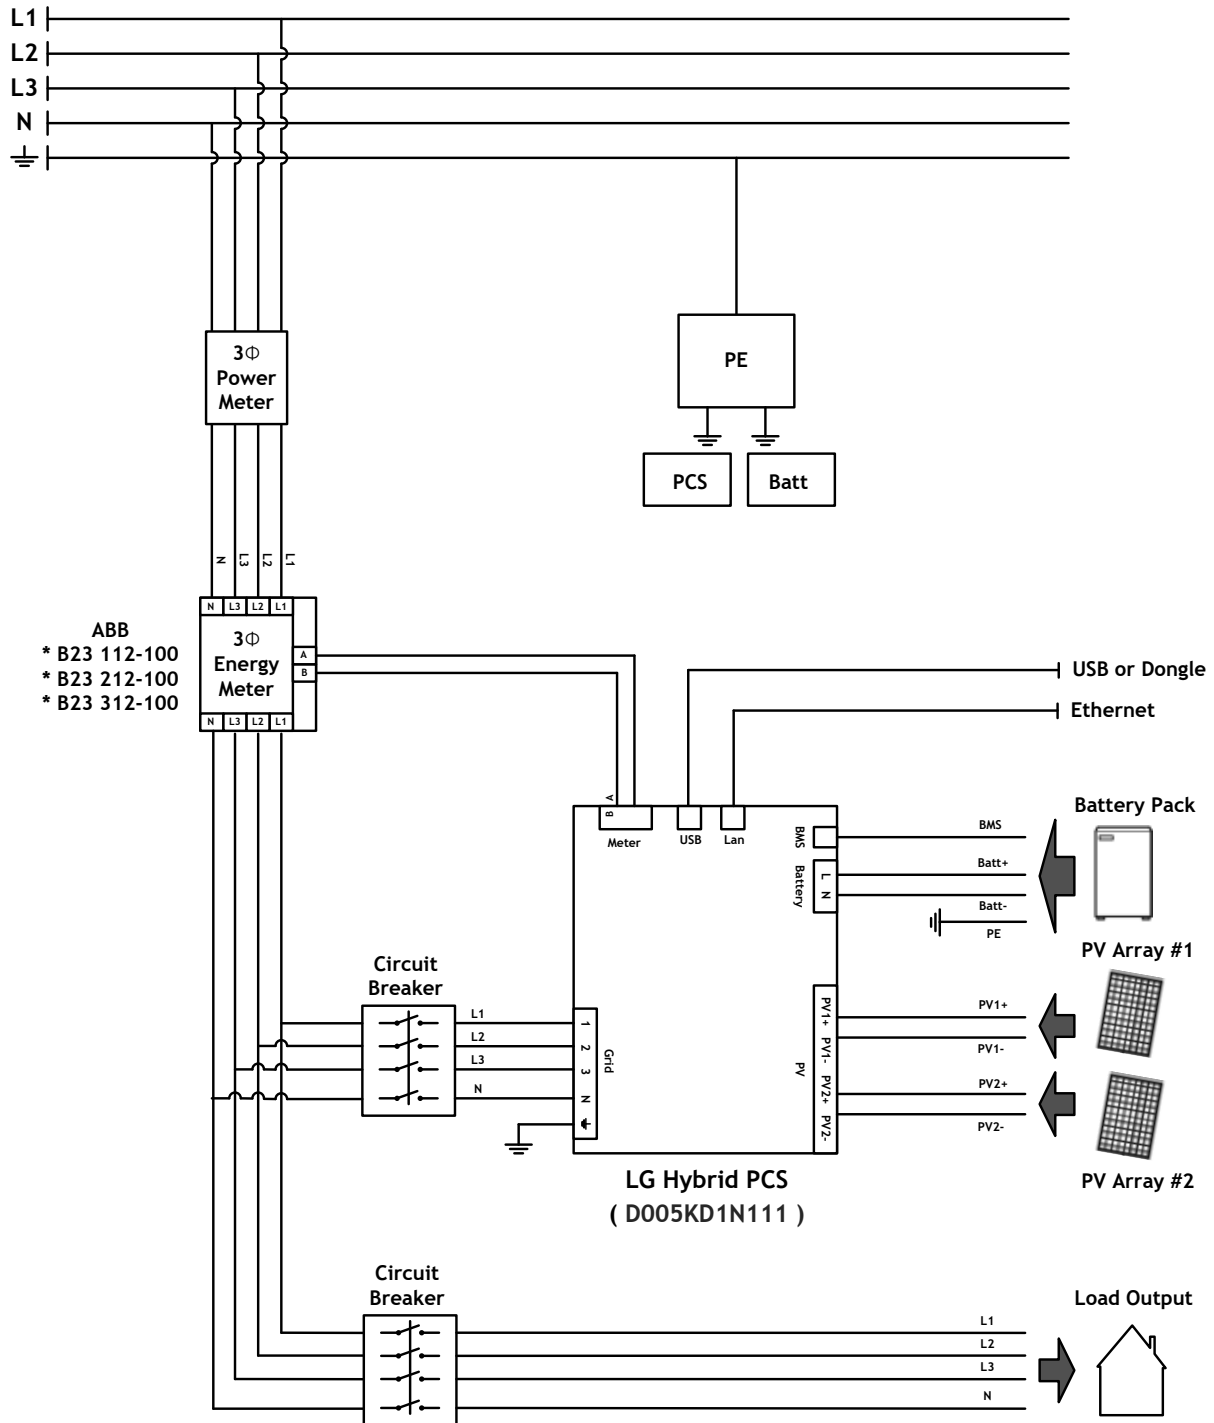 L1
L2
L3
N
3Φ
Power
Meter
PE
PCS
Batt
N
L3
L2
L1
N L3 L2 L1
ABB
* B23 112-100
* B23 212-100
* B23 312-100
3Φ
Energy
Meter
A
B
N L3 L2 L1
USB or Dongle
Ethernet
A
B
Meter
USB
Lan
BMS
Battery
L
N
BMS
Batt+
Batt-
PE
Battery Pack
PV Array #1
Circuit
Breaker
L1
L2
L3
N
1
2
3
N
Grid
PV
PV1+
PV1-
PV2+
PV2-
PV1+
PV1-
PV2+
PV2-
PV Array #2
LG Hybrid PCS
( D005KD1N111 )
Circuit
Breaker
L1
L2
L3
N
Load Output